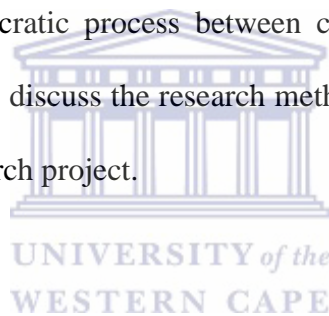 cratic process between c
discuss the research meth
rch project.
UNIVERSITY of the
WESTERN CAPE